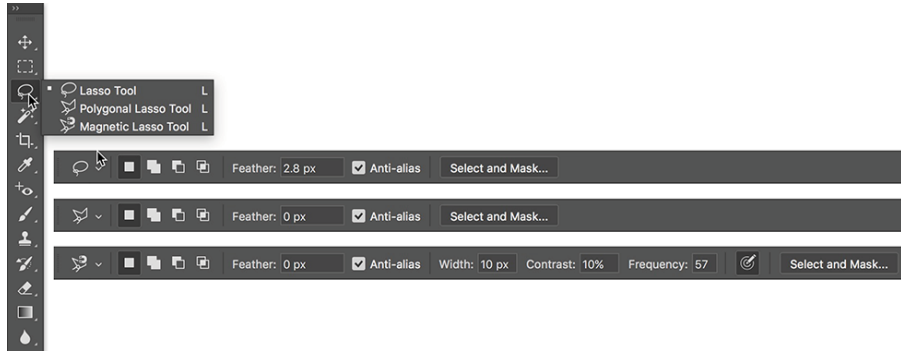 Lasso Tool L
Polygonal Lasso Tool L
Magnetic Lasso Tool L
Feather: 2.8 px Anti-alias Select and Mask...
Feather: 0 px Anti-alias Select and Mask...
Feather: 0 px Anti-alias Width: 10 px Contrast: 10% Frequency: 57 Select and Mask...